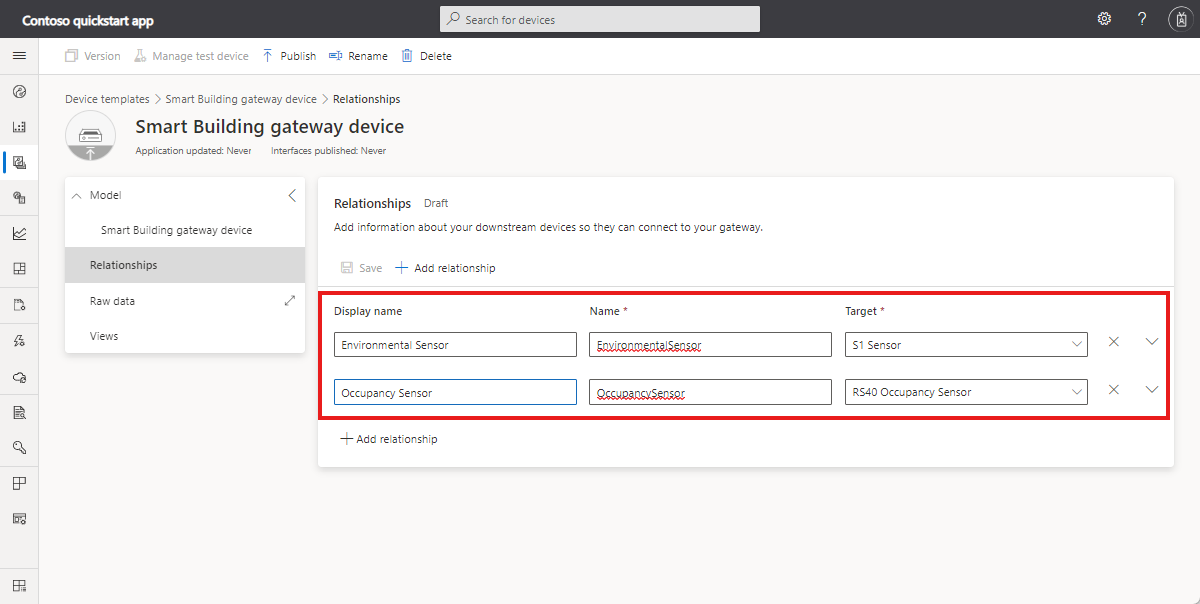 Contoso quickstart app
Search for devices
?
Version Manage test device Publish Rename Delete
Device templates > Smart Building gateway device > Relationships
Smart Building gateway device
Application updated: Never Interfaces published: Never
Model
Smart Building gateway device
Relationships
Raw data
Views
Relationships Draft
Add information about your downstream devices so they can connect to your gateway.
Save + Add relationship
Display name Name * Target *
Environmental Sensor EnvironmentalSensor S1 Sensor
Occupancy Sensor OccupancySensor RS40 Occupancy Sensor
+ Add relationship